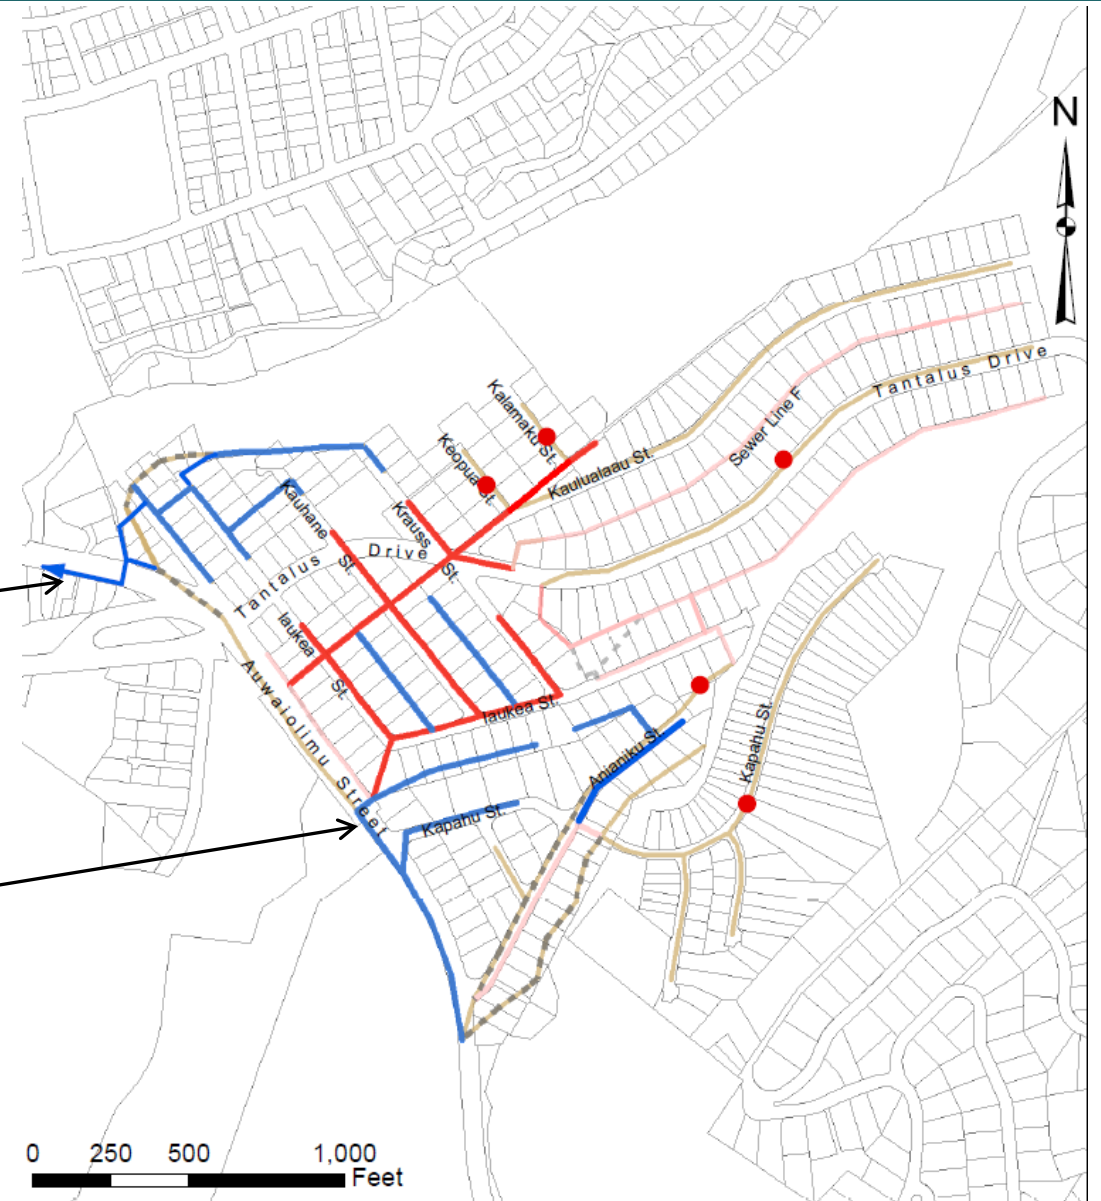 N
Tantalus Drive
Sewer Line F
Kalamaku St.
Keopua St.
Kaulualaau St.
Krauss St.
Kauhane St.
Tantalus Drive
Iaukea St.
Auwaiolimu Street
Iaukea St.
Anianiku St.
Kapahu St.
Kapahu St.
0 250 500 1,000
Feet